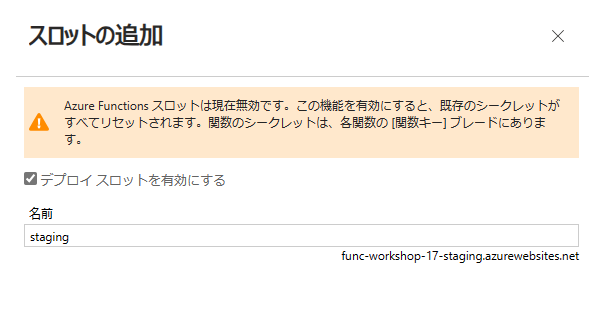 スロットの追加
Azure Functions スロットは現在無効です。この機能を有効にすると、既存のシークレットが
すべてリセットされます。関数のシークレットは、各関数の [関数キー] ブレードにありま
す。
デプロイ スロットを有効にする
名前
staging
func-workshop-17-staging.azurewebsites.net